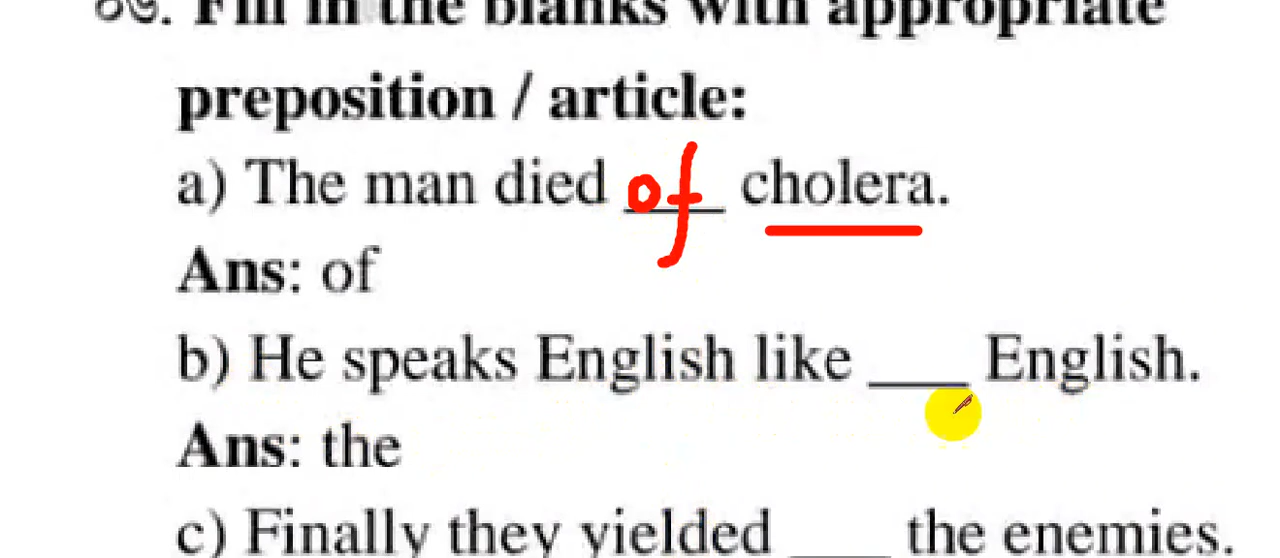 ৩৬. Fill in the blanks with appropriate
preposition / article:
a) The man died of cholera.
Ans: of
b) He speaks English like ___ English.
Ans: the
c) Finally they yielded ___ the enemies.